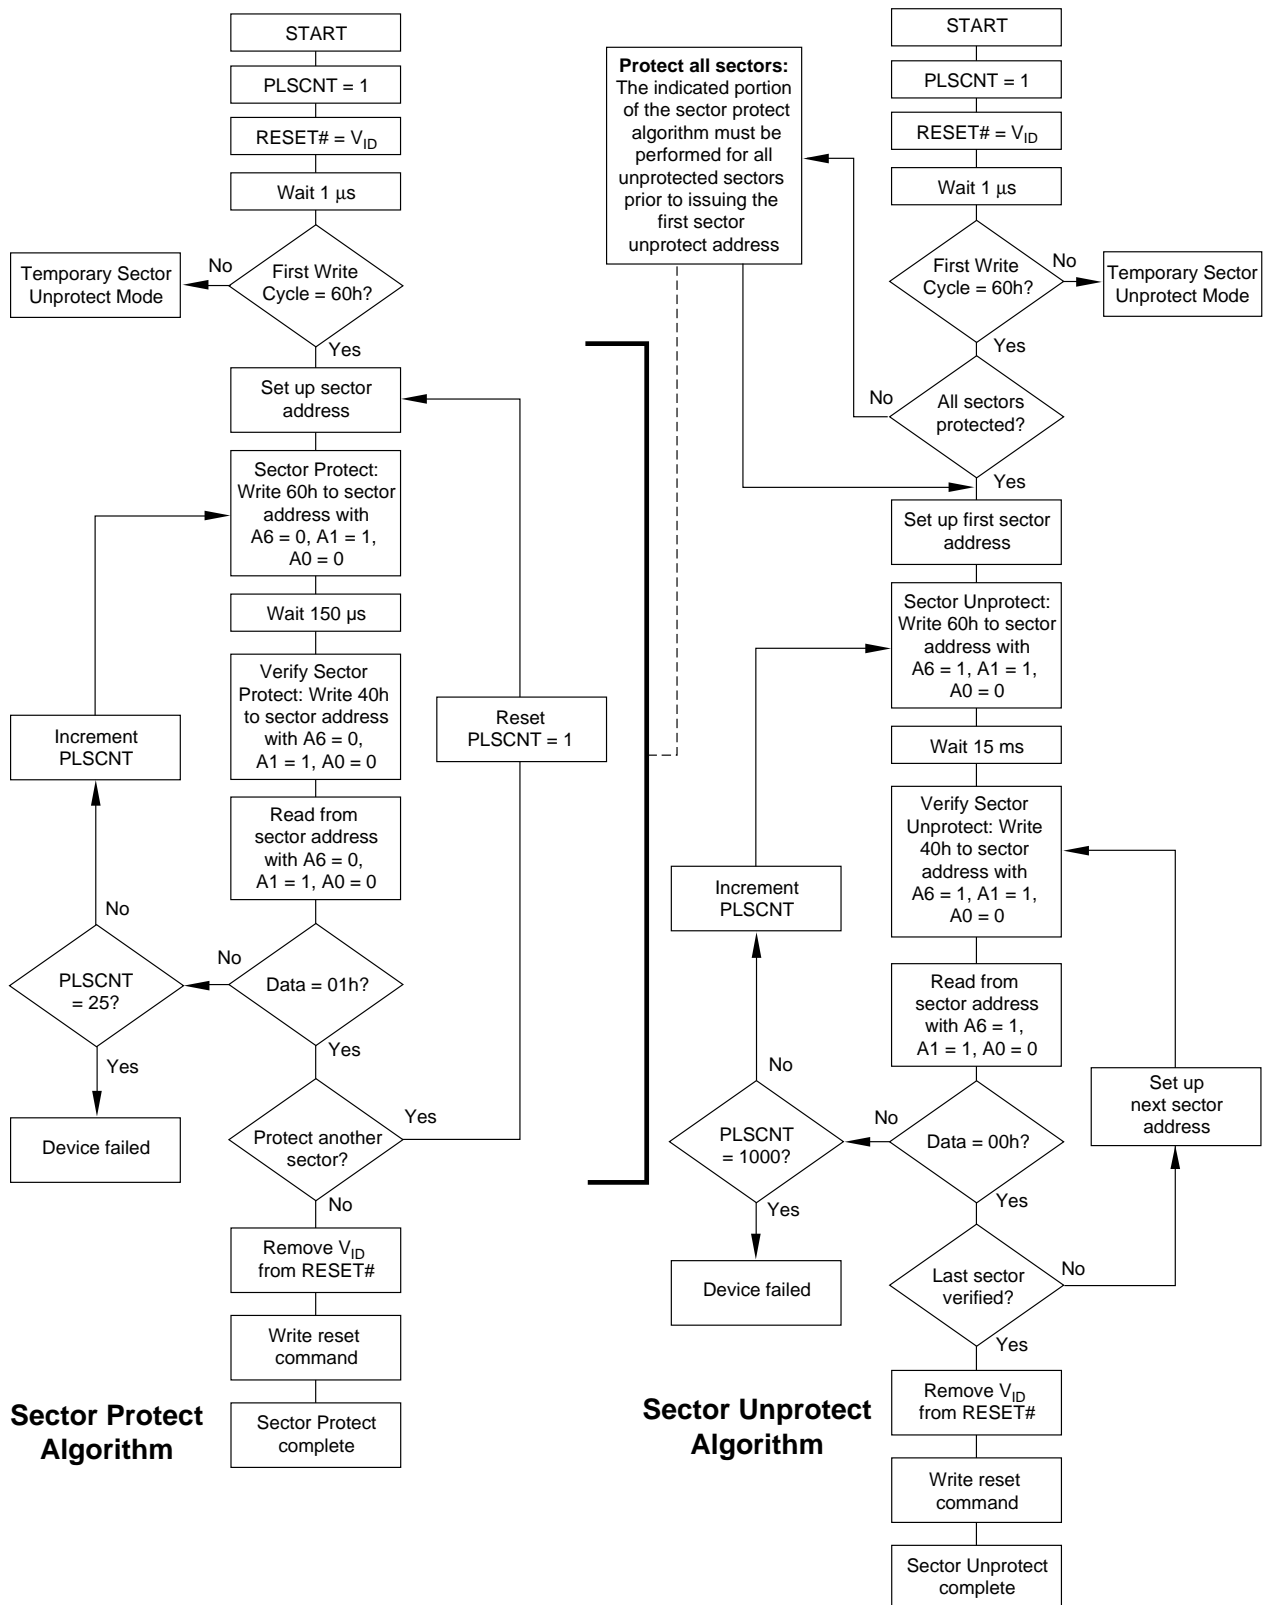 START
PLSCNT = 1
RESET# = VID
Wait 1 μs
First Write
Cycle = 60h?
No
Temporary Sector
Unprotect Mode
Yes
Set up sector
address
Sector Protect:
Write 60h to sector
address with
A6 = 0, A1 = 1,
A0 = 0
Wait 150 µs
Verify Sector
Protect: Write 40h
to sector address
with A6 = 0,
A1 = 1, A0 = 0
Increment
PLSCNT
Reset
PLSCNT = 1
Read from
sector address
with A6 = 0,
A1 = 1, A0 = 0
No
No
PLSCNT
= 25?
Data = 01h?
Yes
Yes
Device failed
Protect another
sector?
Yes
No
Remove VID
from RESET#
Write reset
command
Sector Protect
complete
Sector Protect
Algorithm
Protect all sectors:
The indicated portion
of the sector protect
algorithm must be
performed for all
unprotected sectors
prior to issuing the
first sector
unprotect address
START
PLSCNT = 1
RESET# = VID
Wait 1 μs
First Write
Cycle = 60h?
No
Temporary Sector
Unprotect Mode
Yes
No
All sectors
protected?
Yes
Set up first sector
address
Sector Unprotect:
Write 60h to sector
address with
A6 = 1, A1 = 1,
A0 = 0
Wait 15 ms
Verify Sector
Unprotect: Write
40h to sector
address with
A6 = 1, A1 = 1,
A0 = 0
Increment
PLSCNT
Read from
sector address
with A6 = 1,
A1 = 1, A0 = 0
No
Set up
next sector
address
No
PLSCNT
= 1000?
Data = 00h?
Yes
Yes
Device failed
Last sector
verified?
No
Yes
Remove VID
from RESET#
Write reset
command
Sector Unprotect
complete
Sector Unprotect
Algorithm